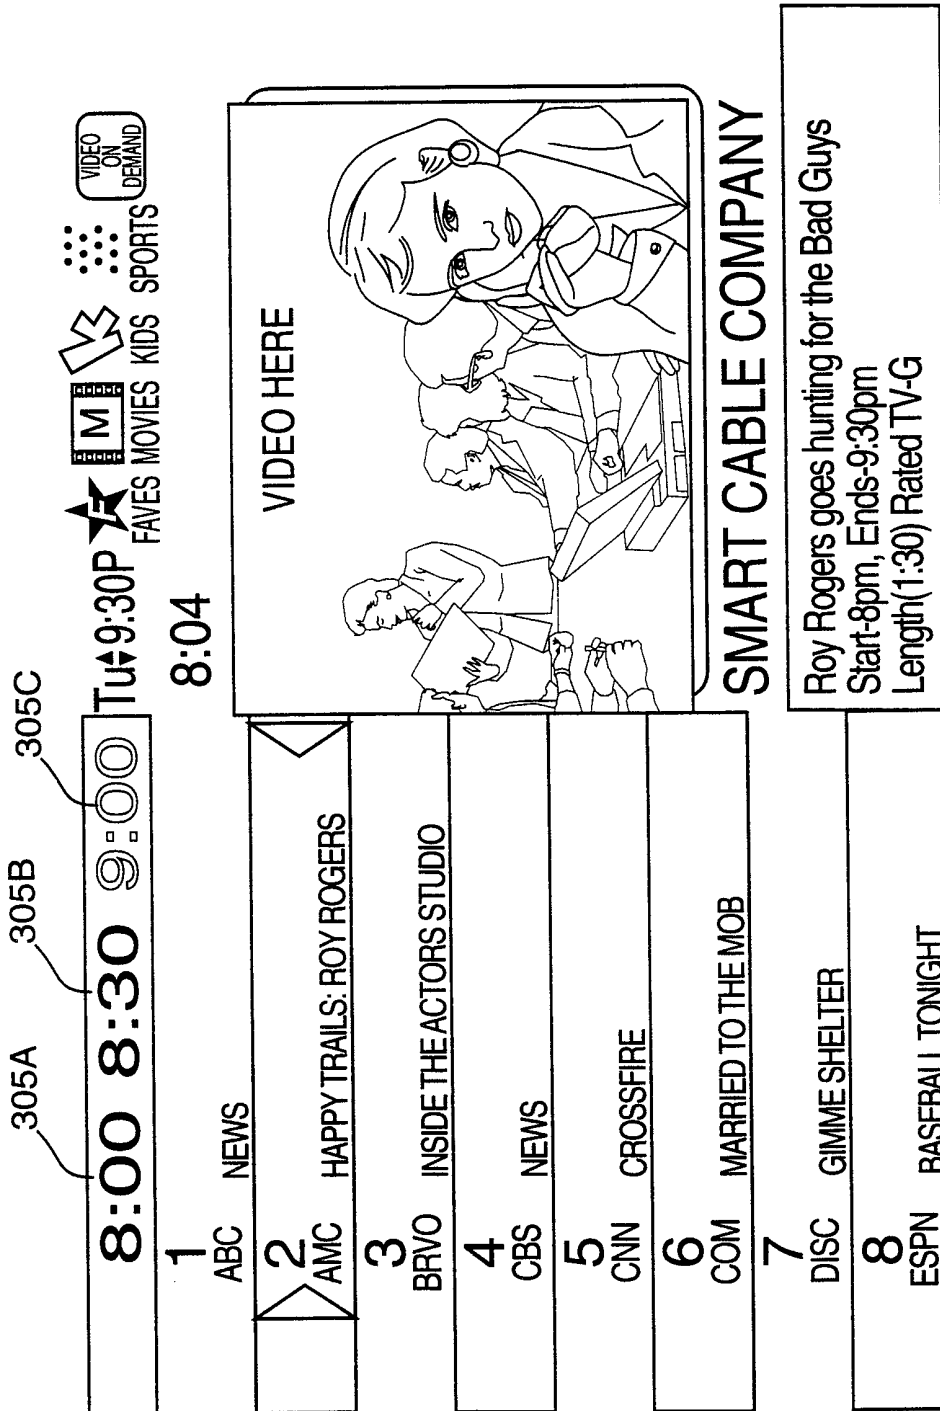 305A
305B
305C
8:00 8:30 9:00
Tu 9:30P
F
FAVES
M
MOVIES
KIDS
SPORTS
VIDEO
ON
DEMAND
8:04
1
ABC NEWS
2
AMC HAPPY TRAILS: ROY ROGERS
3
BRVO INSIDE THE ACTORS STUDIO
4
CBS NEWS
5
CNN CROSSFIRE
6
COM MARRIED TO THE MOB
7
DISC GIMME SHELTER
8
ESPN BASEBALL TONIGHT
VIDEO HERE
SMART CABLE COMPANY
Roy Rogers goes hunting for the Bad Guys
Start-8pm, Ends-9:30pm
Length(1:30) Rated TV-G